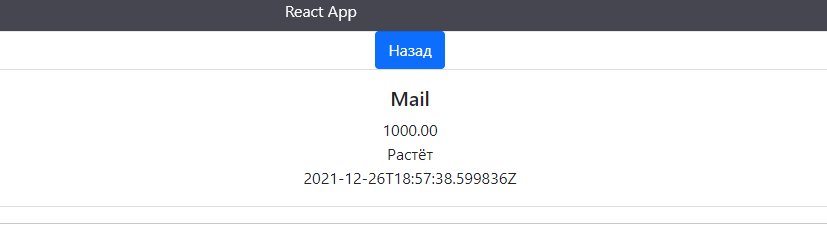 React App
Назад
Mail
1000.00
Растёт
2021-12-26T18:57:38.599836Z